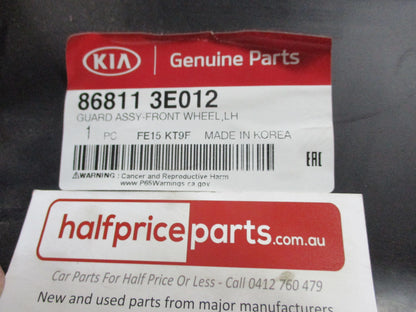 KIA Genuine Parts
86811 3E012
GUARD ASSY-FRONT WHEEL,LH
1 PC FE15 KT9F MADE IN KOREA
EAC
⚠WARNING : Cancer and Reproductive Harm
www.P65Warnings.ca.gov
halfpriceparts.com.au
Car Parts For Half Price Or Less - Call 0412 760 479
New and used parts from major manufacturers